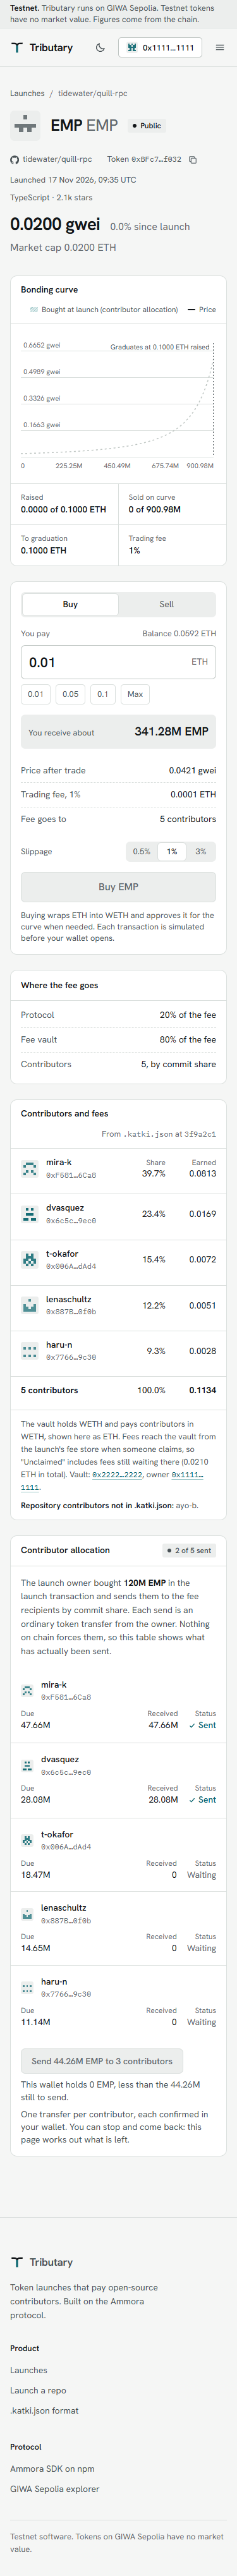 Testnet. Tributary runs on GIWA Sepolia. Testnet tokens
have no market value. Figures come from the chain.
Tributary
0x1111…1111
Launches / tidewater/quill-rpc
EMP EMP
Public
tidewater/quill-rpc
Token 0xBFc7…f032
Launched 17 Nov 2026, 09:35 UTC
TypeScript · 2.1k stars
0.0200 gwei 0.0% since launch
Market cap 0.0200 ETH
Bonding curve
Bought at launch (contributor allocation)
Price
0.6652 gwei
Graduates at 0.1000 ETH raised
0.4989 gwei
0.3326 gwei
0.1663 gwei
0 225.25M 450.49M 675.74M 900.98M
Raised
0.0000 of 0.1000 ETH
Sold on curve
0 of 900.98M
To graduation
0.1000 ETH
Trading fee
1%
Buy
Sell
You pay
Balance 0.0592 ETH
0.01
ETH
0.01 0.05 0.1 Max
You receive about
341.28M EMP
Price after trade 0.0421 gwei
Trading fee, 1% 0.0001 ETH
Fee goes to 5 contributors
Slippage 0.5% 1% 3%
Buy EMP
Buying wraps ETH into WETH and approves it for the
curve when needed. Each transaction is simulated
before your wallet opens.
Where the fee goes
Protocol 20% of the fee
Fee vault 80% of the fee
Contributors 5, by commit share
Contributors and fees
From .katki.json at 3f9a2c1
mira-k
0xF581…6Ca8
Share
39.7%
Earned
0.0813
dvasquez
0x6c5c…9ec0
23.4% 0.0169
t-okafor
0x006A…dAd4
15.4% 0.0072
lenaschultz
0x887B…0f0b
12.2% 0.0051
haru-n
0x7766…9c30
9.3% 0.0028
5 contributors 100.0% 0.1134
The vault holds WETH and pays contributors in
WETH, shown here as ETH. Fees reach the vault from
the launch's fee store when someone claims, so
"Unclaimed" includes fees still waiting there (0.0210
ETH in total). Vault: 0x2222…2222, owner 0x1111…
1111.
Repository contributors not in .katki.json: ayo-b.
Contributor allocation
2 of 5 sent
The launch owner bought 120M EMP in the
launch transaction and sends them to the fee
recipients by commit share. Each send is an
ordinary token transfer from the owner. Nothing
on chain forces them, so this table shows what
has actually been sent.
mira-k
0xF581…6Ca8
Due Received Status
47.66M 47.66M ✓ Sent
dvasquez
0x6c5c…9ec0
Due Received Status
28.08M 28.08M ✓ Sent
t-okafor
0x006A…dAd4
Due Received Status
18.47M 0 Waiting
lenaschultz
0x887B…0f0b
Due Received Status
14.65M 0 Waiting
haru-n
0x7766…9c30
Due Received Status
11.14M 0 Waiting
Send 44.26M EMP to 3 contributors
This wallet holds 0 EMP, less than the 44.26M
still to send.
One transfer per contributor, each confirmed in
your wallet. You can stop and come back: this
page works out what is left.
Tributary
Token launches that pay open-source
contributors. Built on the Ammora
protocol.
Product
Launches
Launch a repo
.katki.json format
Protocol
Ammora SDK on npm
GIWA Sepolia explorer
Testnet software. Tokens on GIWA Sepolia have no market
value.